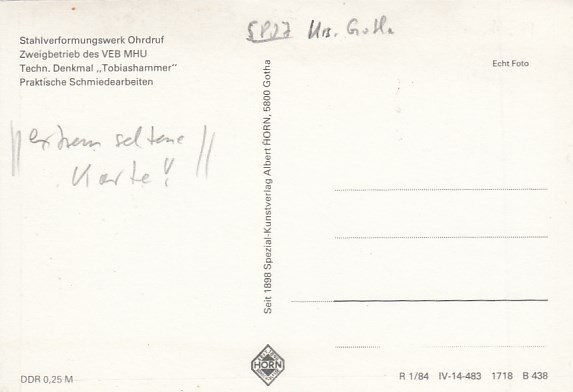 5807 Krs. Gotha
Stahlverformungswerk Ohrdruf
Zweigbetrieb des VEB MHU
Techn. Denkmal „Tobiashammer"
Praktische Schmiedearbeiten
Echt Foto
extrem seltene
Karte!
Seit 1898 Spezial-Kunstverlag Albert HORN, 5800 Gotha
HORN
DDR 0,25 M
R 1/84 IV-14-483 1718 B 438